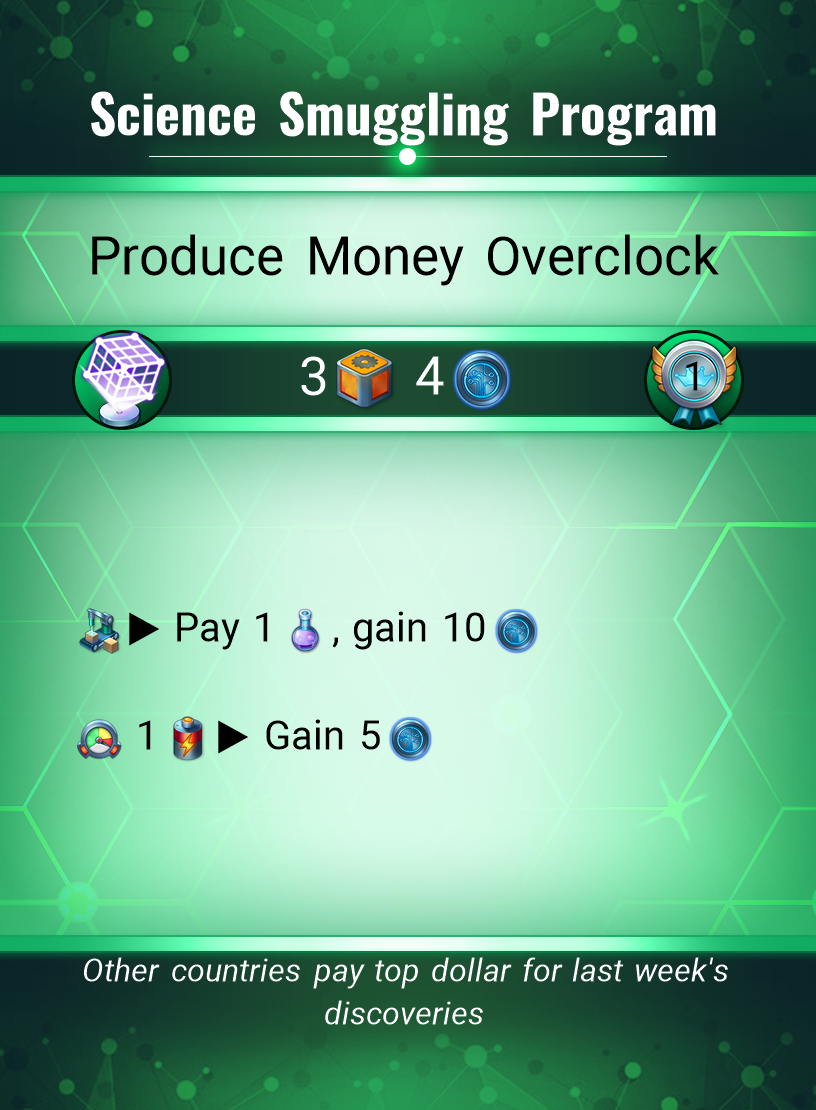 Science Smuggling Program
Produce Money Overclock
3 4 1
Pay 1 , gain 10
1 Gain 5
Other countries pay top dollar for last week's
discoveries